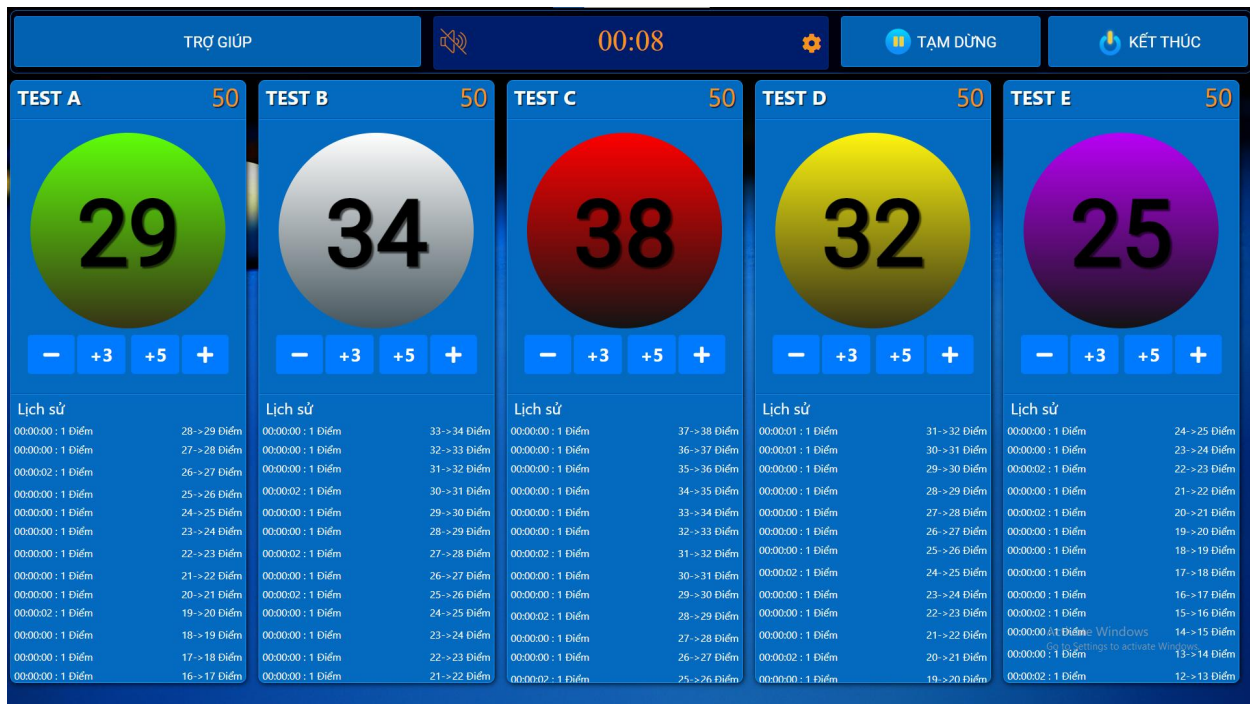 TRỢ GIÚP
00:08
TẠM DỪNG
KẾT THÚC
TEST A 50
29
+3 +5 +
Lịch sử
00:00:00 : 1 Điểm 28->29 Điểm
00:00:00 : 1 Điểm 27->28 Điểm
00:00:02 : 1 Điểm 26->27 Điểm
00:00:00 : 1 Điểm 25->26 Điểm
00:00:00 : 1 Điểm 24->25 Điểm
00:00:00 : 1 Điểm 23->24 Điểm
00:00:00 : 1 Điểm 22->23 Điểm
00:00:00 : 1 Điểm 21->22 Điểm
00:00:00 : 1 Điểm 20->21 Điểm
00:00:02 : 1 Điểm 19->20 Điểm
00:00:00 : 1 Điểm 18->19 Điểm
00:00:00 : 1 Điểm 17->18 Điểm
00:00:00 : 1 Điểm 16->17 Điểm
TEST B 50
34
+3 +5 +
Lịch sử
00:00:00 : 1 Điểm 33->34 Điểm
00:00:00 : 1 Điểm 32->33 Điểm
00:00:00 : 1 Điểm 31->32 Điểm
00:00:02 : 1 Điểm 30->31 Điểm
00:00:00 : 1 Điểm 29->30 Điểm
00:00:00 : 1 Điểm 28->29 Điểm
00:00:02 : 1 Điểm 27->28 Điểm
00:00:00 : 1 Điểm 26->27 Điểm
00:00:02 : 1 Điểm 25->26 Điểm
00:00:00 : 1 Điểm 24->25 Điểm
00:00:00 : 1 Điểm 23->24 Điểm
00:00:00 : 1 Điểm 22->23 Điểm
00:00:00 : 1 Điểm 21->22 Điểm
TEST C 50
38
+3 +5 +
Lịch sử
00:00:00 : 1 Điểm 37->38 Điểm
00:00:00 : 1 Điểm 36->37 Điểm
00:00:00 : 1 Điểm 35->36 Điểm
00:00:00 : 1 Điểm 34->35 Điểm
00:00:00 : 1 Điểm 33->34 Điểm
00:00:00 : 1 Điểm 32->33 Điểm
00:00:02 : 1 Điểm 31->32 Điểm
00:00:00 : 1 Điểm 30->31 Điểm
00:00:00 : 1 Điểm 29->30 Điểm
00:00:02 : 1 Điểm 28->29 Điểm
00:00:00 : 1 Điểm 27->28 Điểm
00:00:00 : 1 Điểm 26->27 Điểm
00:00:02 : 1 Điểm 25->26 Điểm
TEST D 50
32
+3 +5 +
Lịch sử
00:00:01 : 1 Điểm 31->32 Điểm
00:00:01 : 1 Điểm 30->31 Điểm
00:00:00 : 1 Điểm 29->30 Điểm
00:00:00 : 1 Điểm 28->29 Điểm
00:00:00 : 1 Điểm 27->28 Điểm
00:00:00 : 1 Điểm 26->27 Điểm
00:00:00 : 1 Điểm 25->26 Điểm
00:00:02 : 1 Điểm 24->25 Điểm
00:00:00 : 1 Điểm 23->24 Điểm
00:00:00 : 1 Điểm 22->23 Điểm
00:00:00 : 1 Điểm 21->22 Điểm
00:00:02 : 1 Điểm 20->21 Điểm
00:00:00 : 1 Điểm 19->20 Điểm
TEST E 50
25
+3 +5 +
Lịch sử
00:00:00 : 1 Điểm 24->25 Điểm
00:00:00 : 1 Điểm 23->24 Điểm
00:00:02 : 1 Điểm 22->23 Điểm
00:00:00 : 1 Điểm 21->22 Điểm
00:00:02 : 1 Điểm 20->21 Điểm
00:00:00 : 1 Điểm 19->20 Điểm
00:00:00 : 1 Điểm 18->19 Điểm
00:00:00 : 1 Điểm 17->18 Điểm
00:00:00 : 1 Điểm 16->17 Điểm
00:00:02 : 1 Điểm 15->16 Điểm
00:00:00 : 1 Điểm 14->15 Điểm
00:00:00 : 1 Điểm 13->14 Điểm
00:00:02 : 1 Điểm 12->13 Điểm
Activate Windows
Go to Settings to activate Windows.